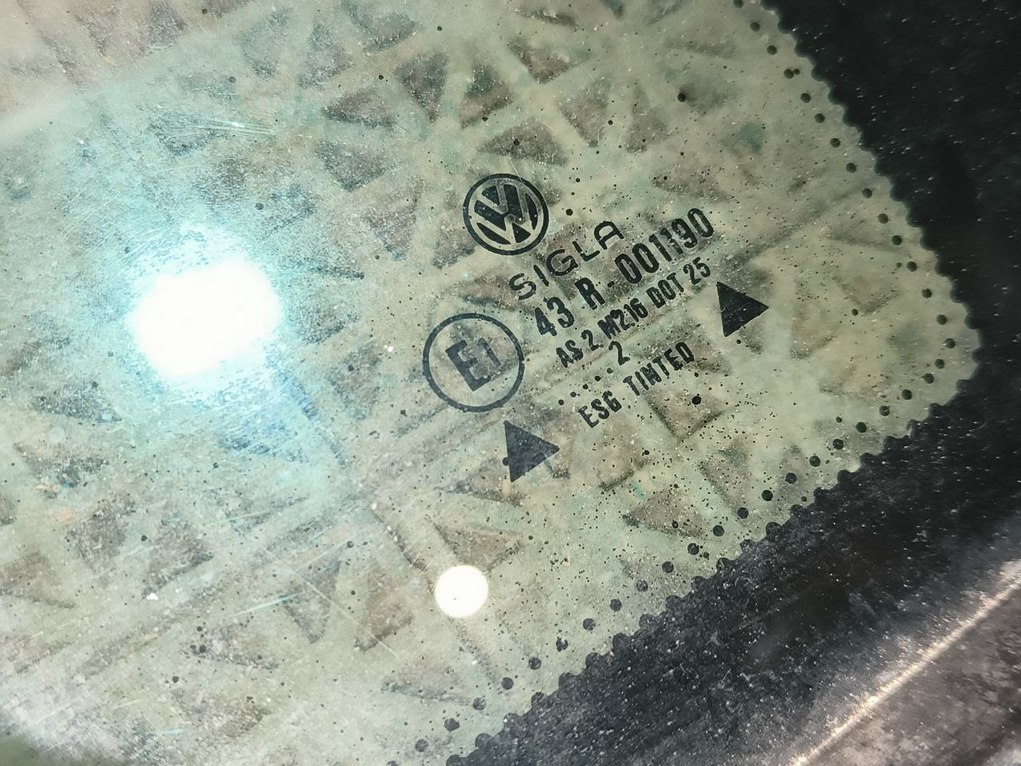 VW
SIGLA
43 R-001190
E1
AS 2 M216 DOT 25
..... 2
ESG TINTED